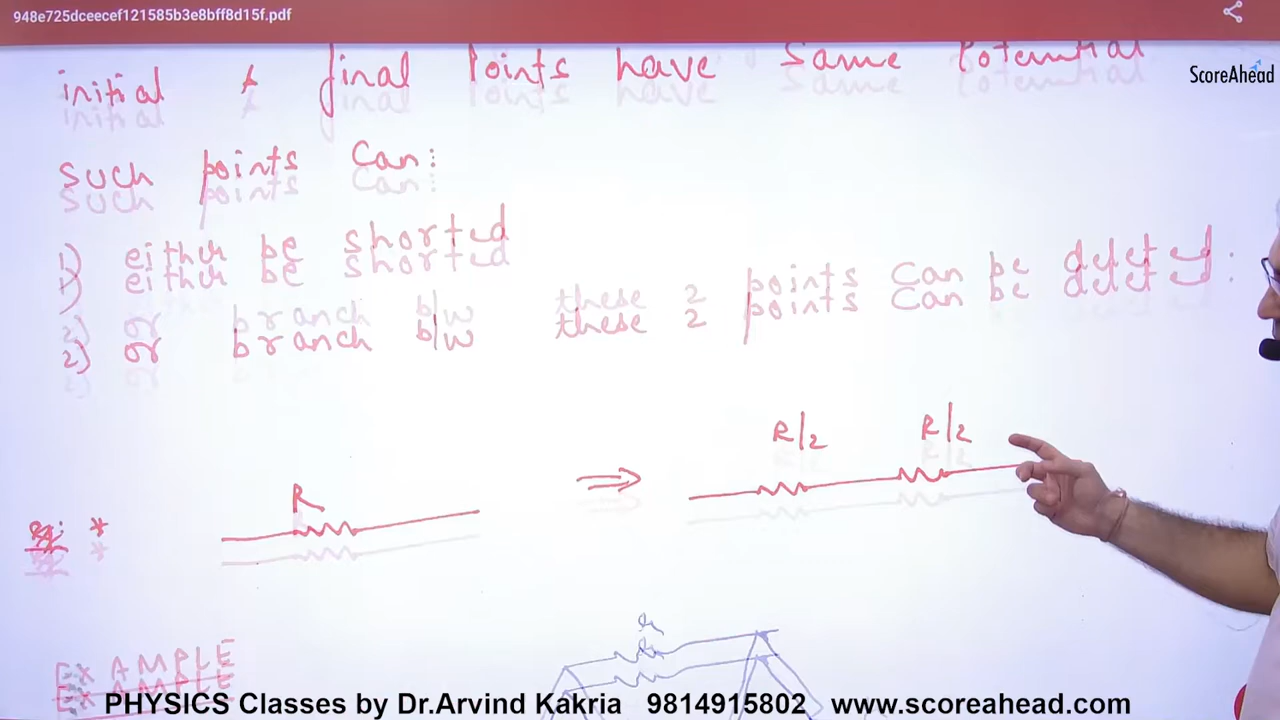 948e725dceecef121585b3e8bff8d15f.pdf
initial & final Points have Same Potential
ScoreAhead
Such points Can:
1) either be shorted
2) or branch b/w these 2 points Can be deleted:
R/2 R/2
R ⇒
Eg: *
EXAMPLE
PHYSICS Classes by Dr.Arvind Kakria 9814915802 www.scoreahead.com